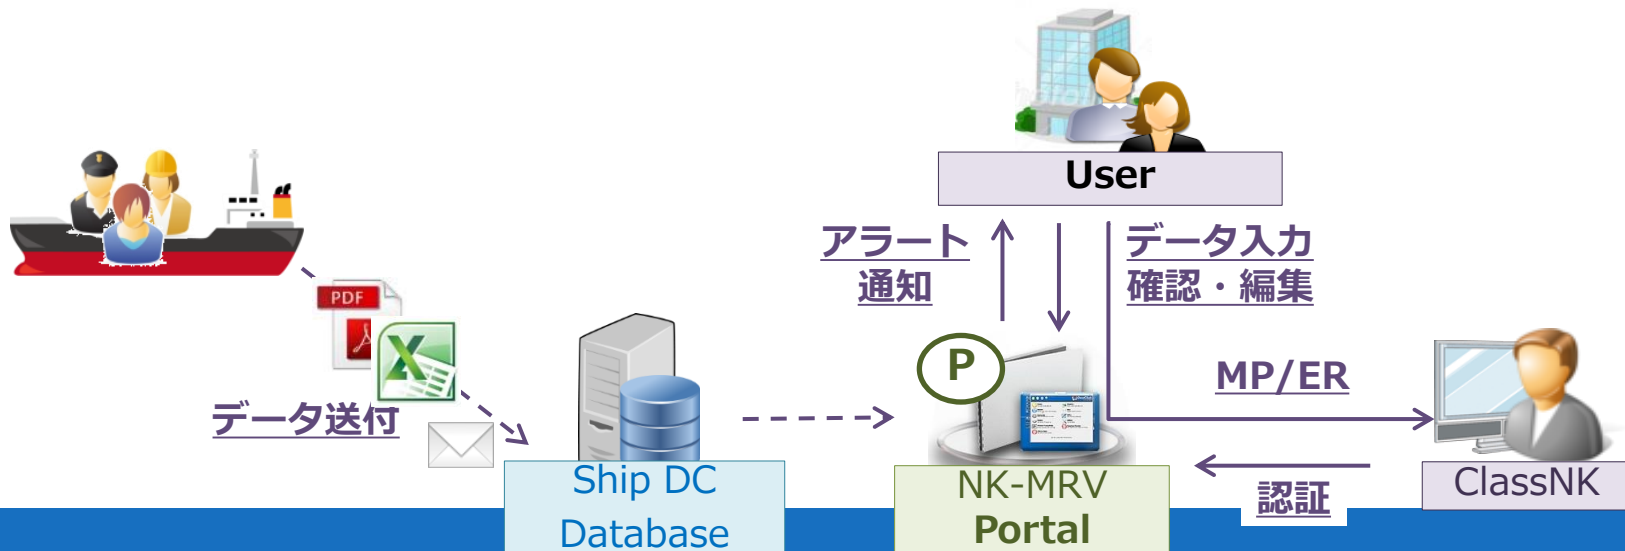 User
アラート
通知
データ入力
確認・編集
PDF
データ送付
P
MP/ER
Ship DC
Database
NK-MRV
Portal
認証
ClassNK